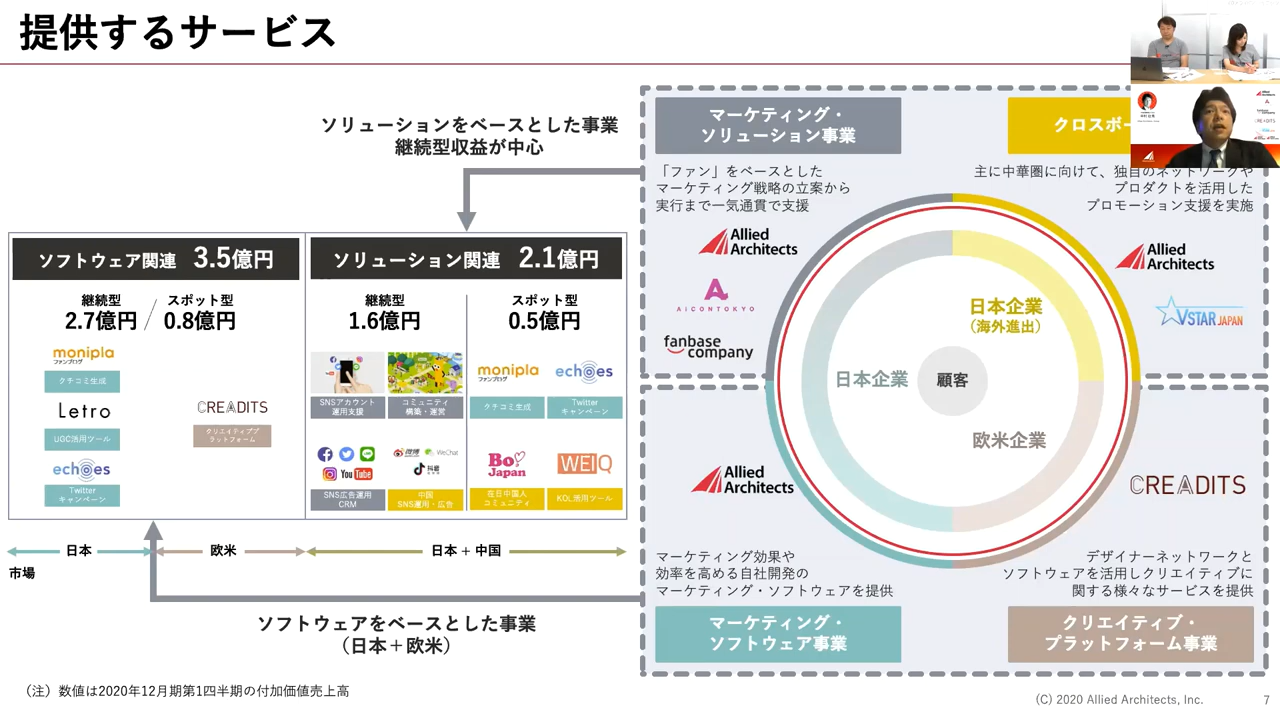 提供するサービス
ソリューションをベースとした事業
継続型収益が中心
ソフトウェア関連 3.5億円
継続型
2.7億円
スポット型
0.8億円
monipla
ファンブログ
クチコミ生成
Letro
UGC活用ツール
echoes
Twitter
キャンペーン
CREADITS
クリエイティブプ
ラットフォーム
ソリューション関連 2.1億円
継続型
1.6億円
スポット型
0.5億円
SNSアカウント
運用支援
コミュニティ
構築・運営
monipla
ファンブログ
クチコミ生成
echoes
Twitter
キャンペーン
YouTube
SNS広告運用
CRM
微博
WeChat
抖音
中国
SNS運用・広告
Bo
Japan
在日中国人
コミュニティ
WEIQ
KOL活用ツール
日本
欧米
日本 + 中国
市場
ソフトウェアをベースとした事業
（日本＋欧米）
（注）数値は2020年12月期第1四半期の付加価値売上高
マーケティング・
ソリューション事業
「ファン」をベースとした
マーケティング戦略の立案から
実行まで一気通貫で支援
Allied
Architects
AiCONTOKYO
fanbase
company
クロスボー
主に中華圏に向けて、独自のネットワークや
プロダクトを活用した
プロモーション支援を実施
Allied
Architects
VSTAR JAPAN
日本企業
（海外進出）
日本企業
顧客
欧米企業
Allied
Architects
マーケティング効果や
効率を高める自社開発の
マーケティング・ソフトウェアを提供
マーケティング・
ソフトウェア事業
CREADITS
デザイナーネットワークと
ソフトウェアを活用しクリエイティブに
関する様々なサービスを提供
クリエイティブ・
プラットフォーム事業
(C) 2020 Allied Architects, Inc.
7